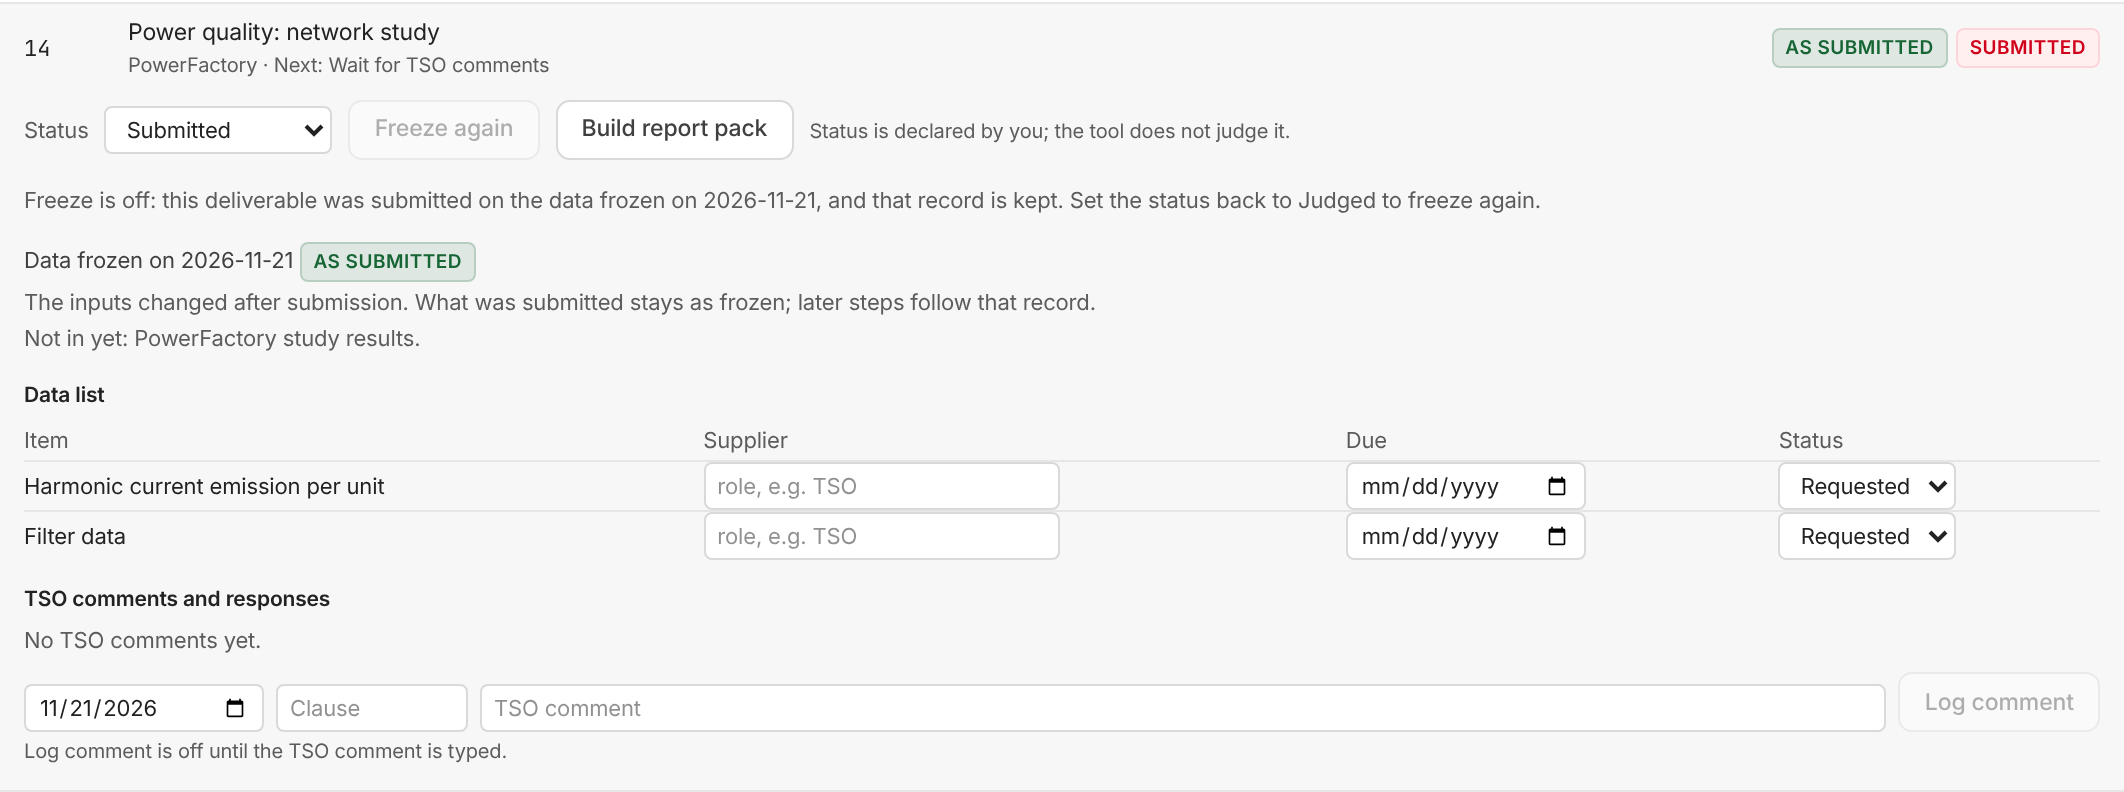 14
Power quality: network study
PowerFactory · Next: Wait for TSO comments
AS SUBMITTED SUBMITTED
Status Submitted Freeze again Build report pack Status is declared by you; the tool does not judge it.
Freeze is off: this deliverable was submitted on the data frozen on 2026-11-21, and that record is kept. Set the status back to Judged to freeze again.
Data frozen on 2026-11-21 AS SUBMITTED
The inputs changed after submission. What was submitted stays as frozen; later steps follow that record.
Not in yet: PowerFactory study results.
Data list
Item Supplier Due Status
Harmonic current emission per unit role, e.g. TSO mm/dd/yyyy Requested
Filter data role, e.g. TSO mm/dd/yyyy Requested
TSO comments and responses
No TSO comments yet.
11/21/2026 Clause TSO comment Log comment
Log comment is off until the TSO comment is typed.